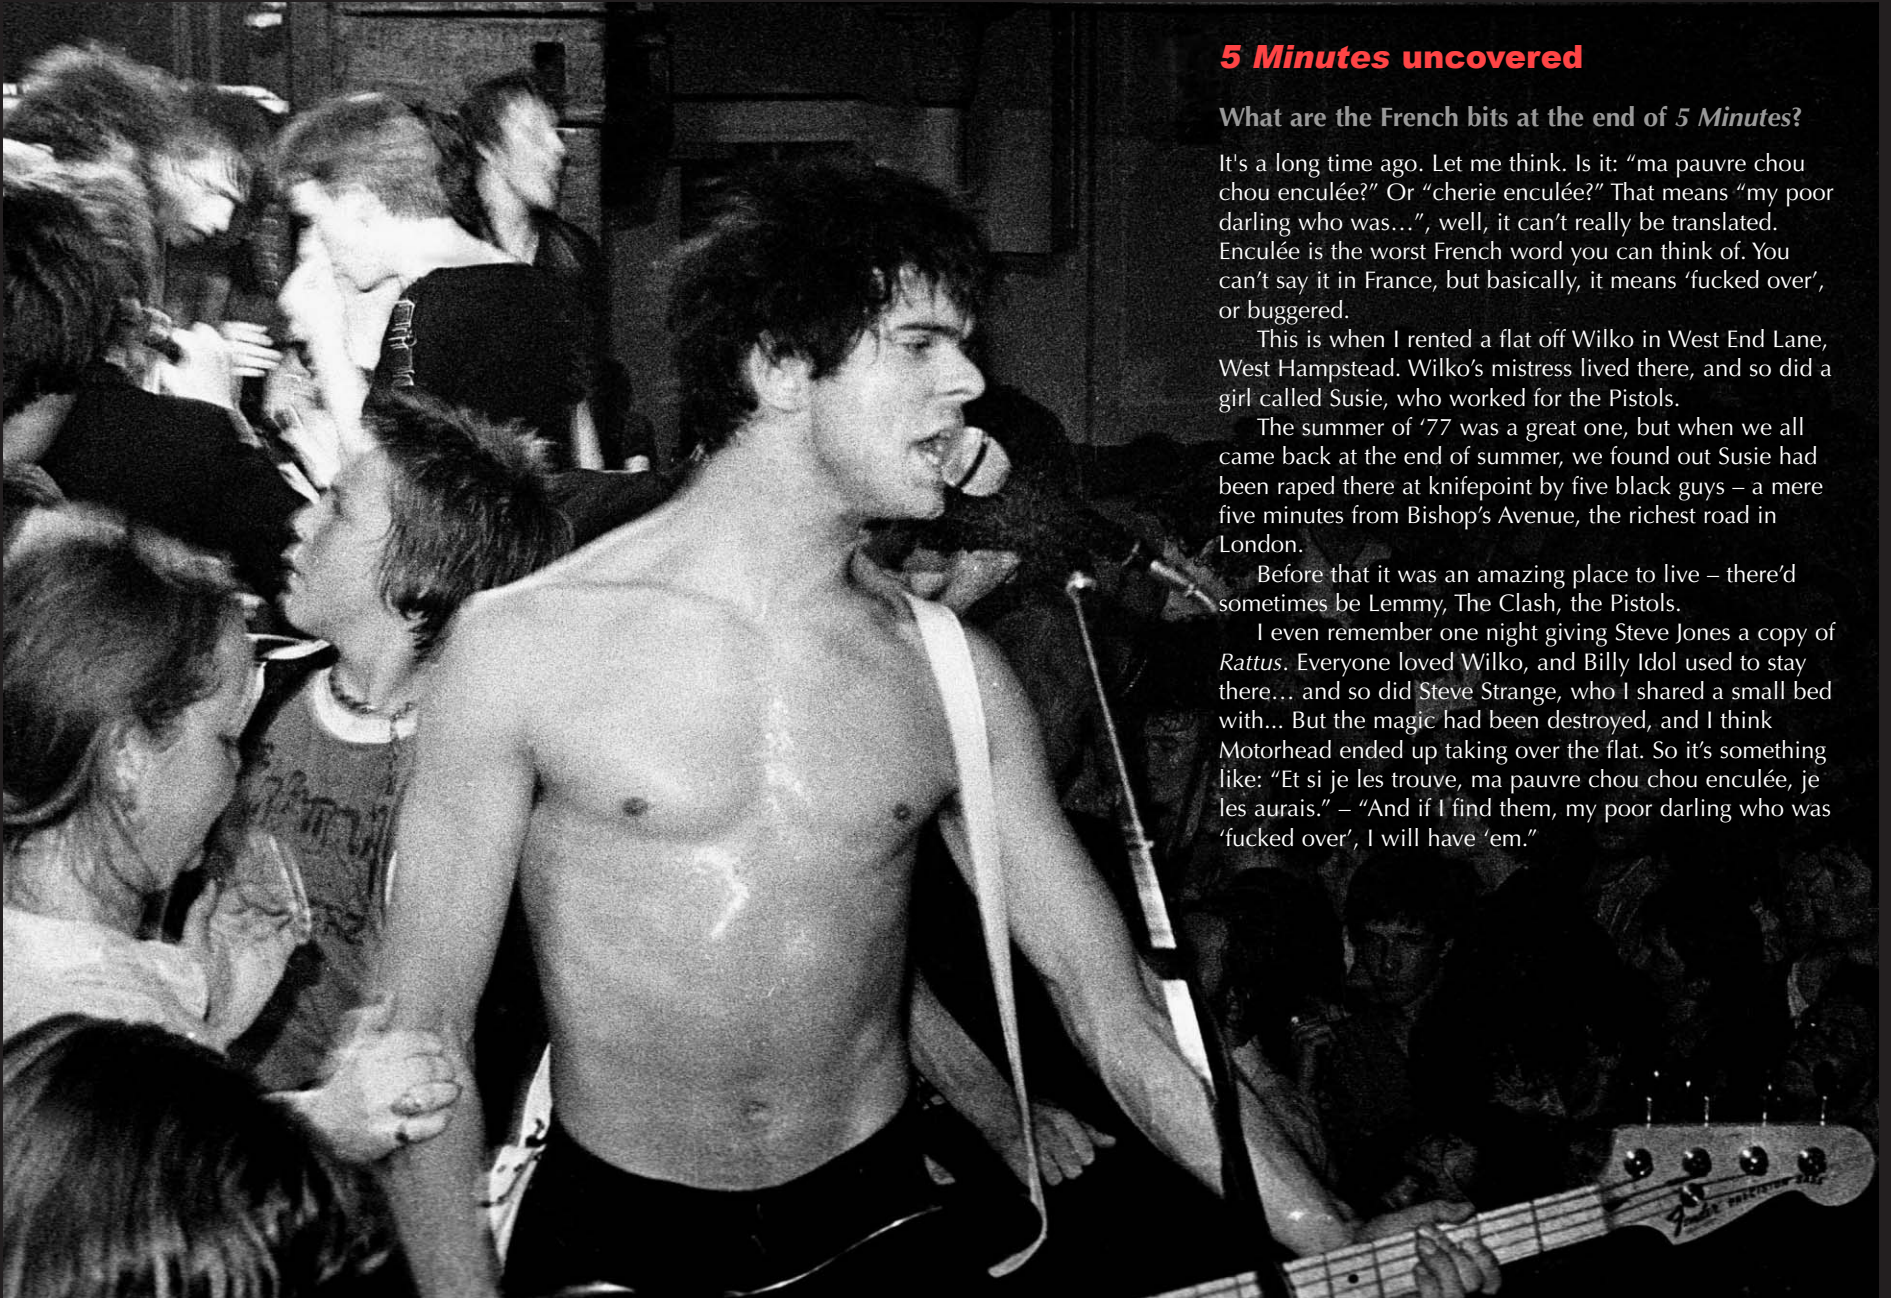 5 Minutes uncovered
What are the French bits at the end of 5 Minutes?
It's a long time ago. Let me think. Is it: “ma pauvre chou
chou enculée?” Or “cherie enculée?” That means “my poor
darling who was…”, well, it can’t really be translated.
Enculée is the worst French word you can think of. You
can’t say it in France, but basically, it means ‘fucked over’,
or buggered.
This is when I rented a flat off Wilko in West End Lane,
West Hampstead. Wilko’s mistress lived there, and so did a
girl called Susie, who worked for the Pistols.
The summer of ‘77 was a great one, but when we all
came back at the end of summer, we found out Susie had
been raped there at knifepoint by five black guys – a mere
five minutes from Bishop’s Avenue, the richest road in
London.
Before that it was an amazing place to live – there’d
sometimes be Lemmy, The Clash, the Pistols.
I even remember one night giving Steve Jones a copy of
Rattus. Everyone loved Wilko, and Billy Idol used to stay
there… and so did Steve Strange, who I shared a small bed
with... But the magic had been destroyed, and I think
Motorhead ended up taking over the flat. So it’s something
like: “Et si je les trouve, ma pauvre chou chou enculée, je
les aurais.” – “And if I find them, my poor darling who was
‘fucked over’, I will have ‘em.”
Fender PRECISION BASS